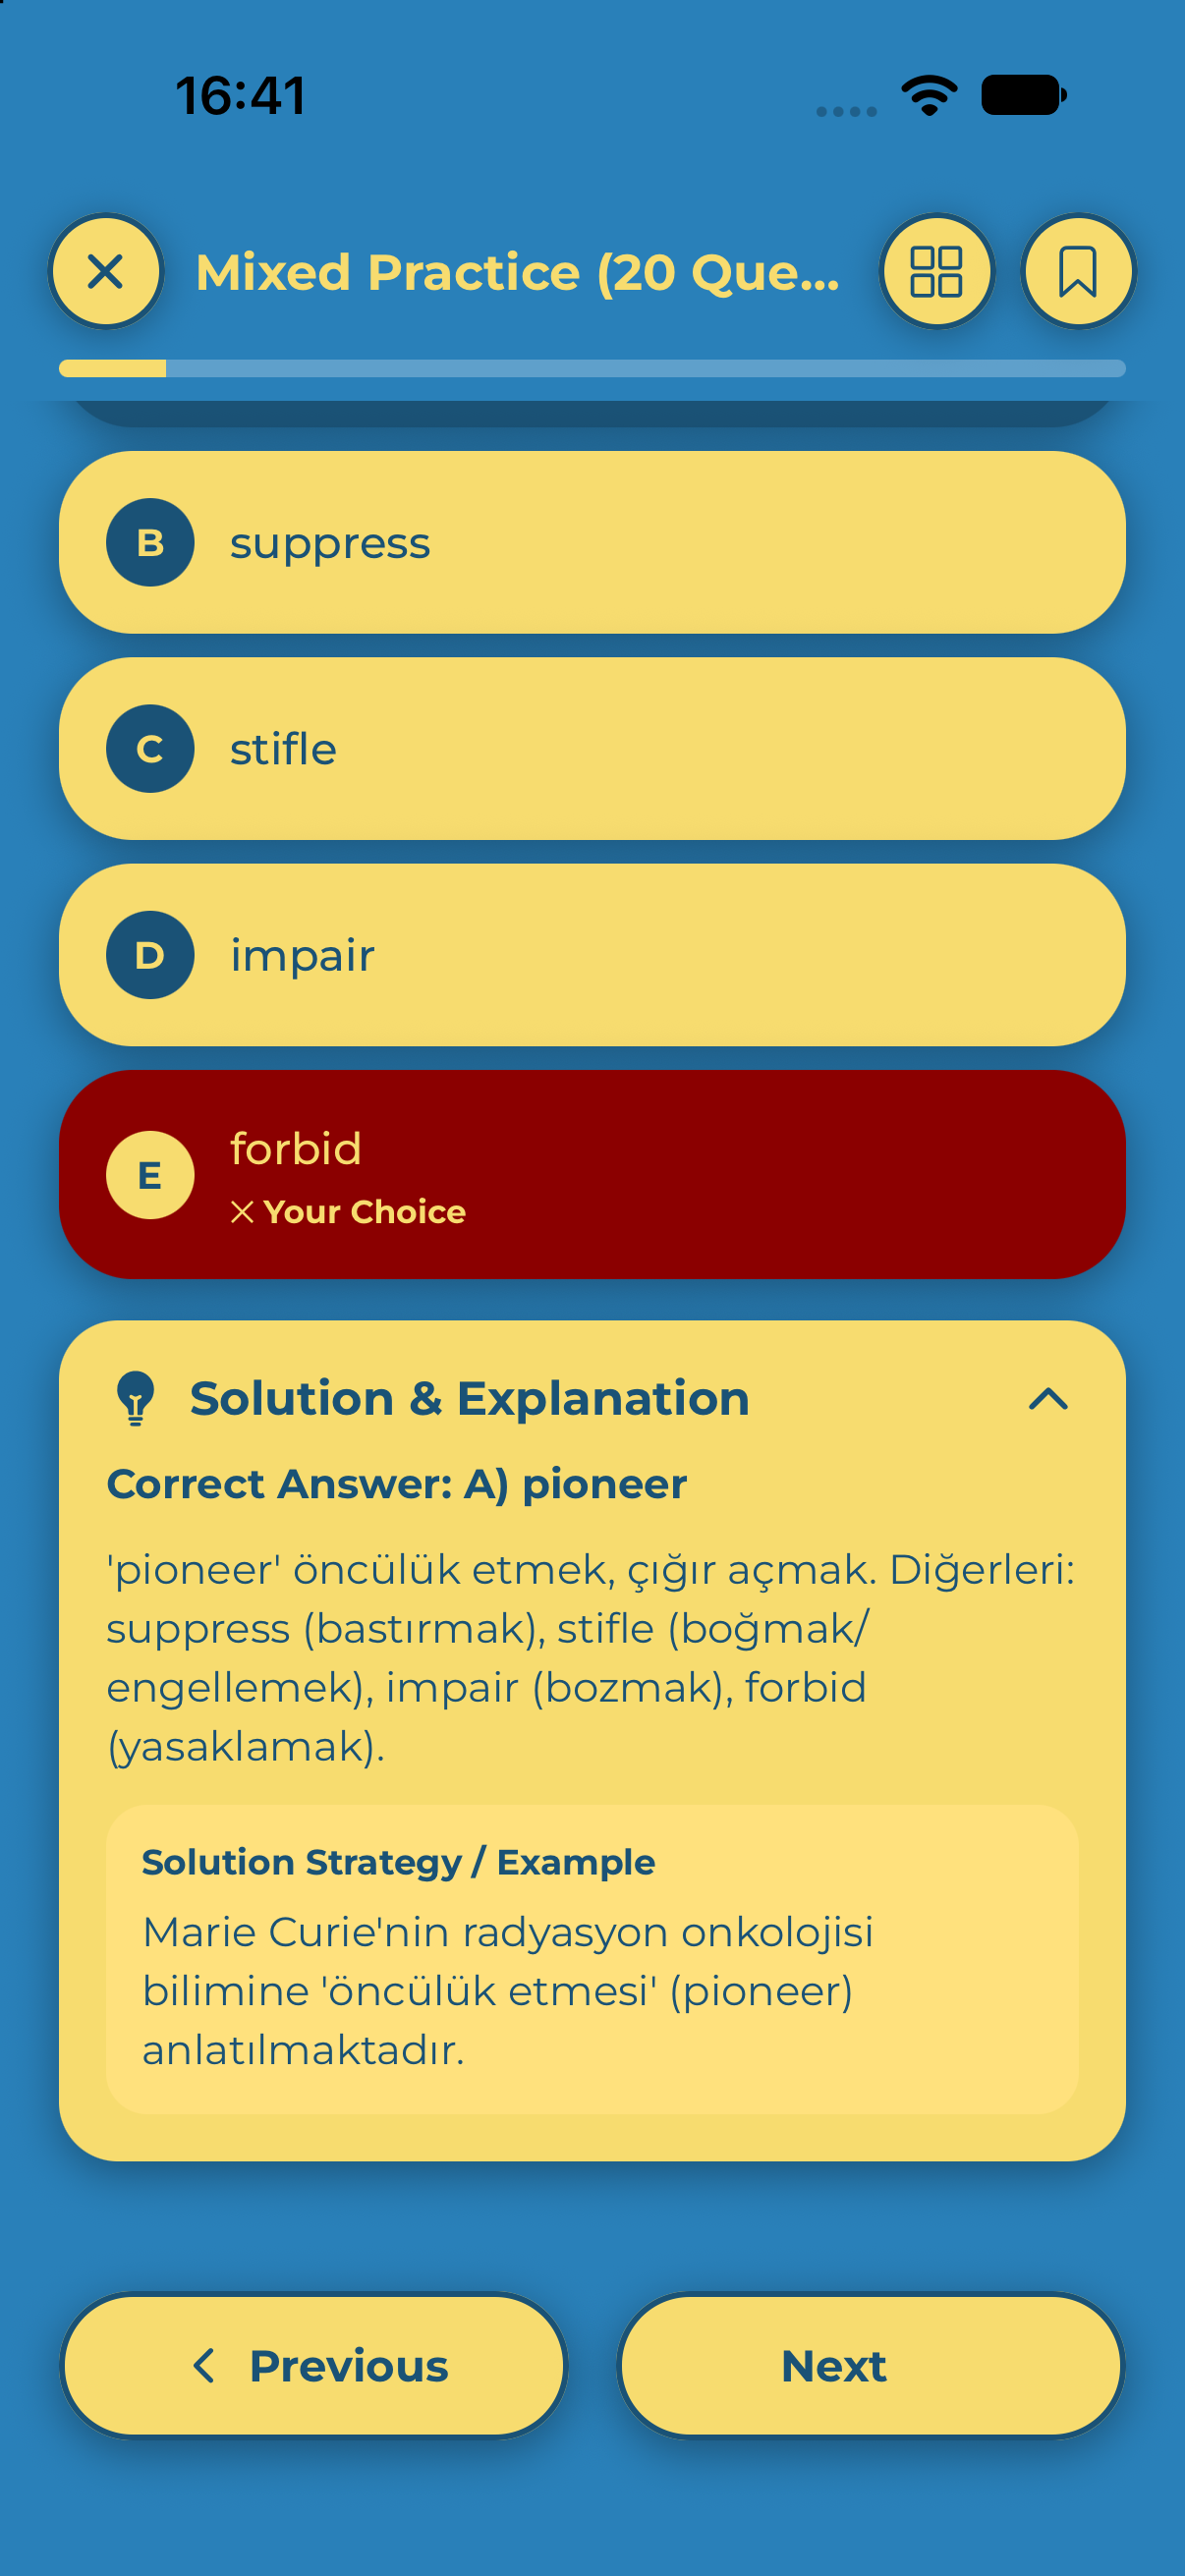 16:41
Mixed Practice (20 Que...
B suppress
C stifle
D impair
E forbid
Your Choice
Solution & Explanation
Correct Answer: A) pioneer
'pioneer' öncülük etmek, çığır açmak. Diğerleri:
suppress (bastırmak), stifle (boğmak/
engellemek), impair (bozmak), forbid
(yasaklamak).
Solution Strategy / Example
Marie Curie'nin radyasyon onkolojisi
bilimine 'öncülük etmesi' (pioneer)
anlatılmaktadır.
Previous
Next